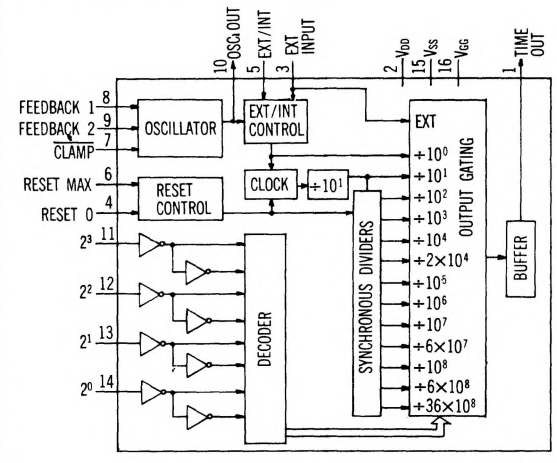 10 OSC. OUT
5 EXT/INT
3 EXT INPUT
2 VDD
15 VSS
16 VGG
1 TIME OUT
FEEDBACK 1 8
FEEDBACK 2 9
CLAMP 7
OSCILLATOR
EXT/INT CONTROL
RESET MAX 6
RESET 0 4
RESET CONTROL
CLOCK
÷10¹
2³ 11
2² 12
2¹ 13
2⁰ 14
DECODER
SYNCHRONOUS DIVIDERS
EXT
÷10⁰
÷10¹
÷10²
÷10³
÷10⁴
÷2×10⁴
÷10⁵
÷10⁶
÷10⁷
÷6×10⁷
÷10⁸
÷6×10⁸
÷36×10⁸
OUTPUT GATING
BUFFER